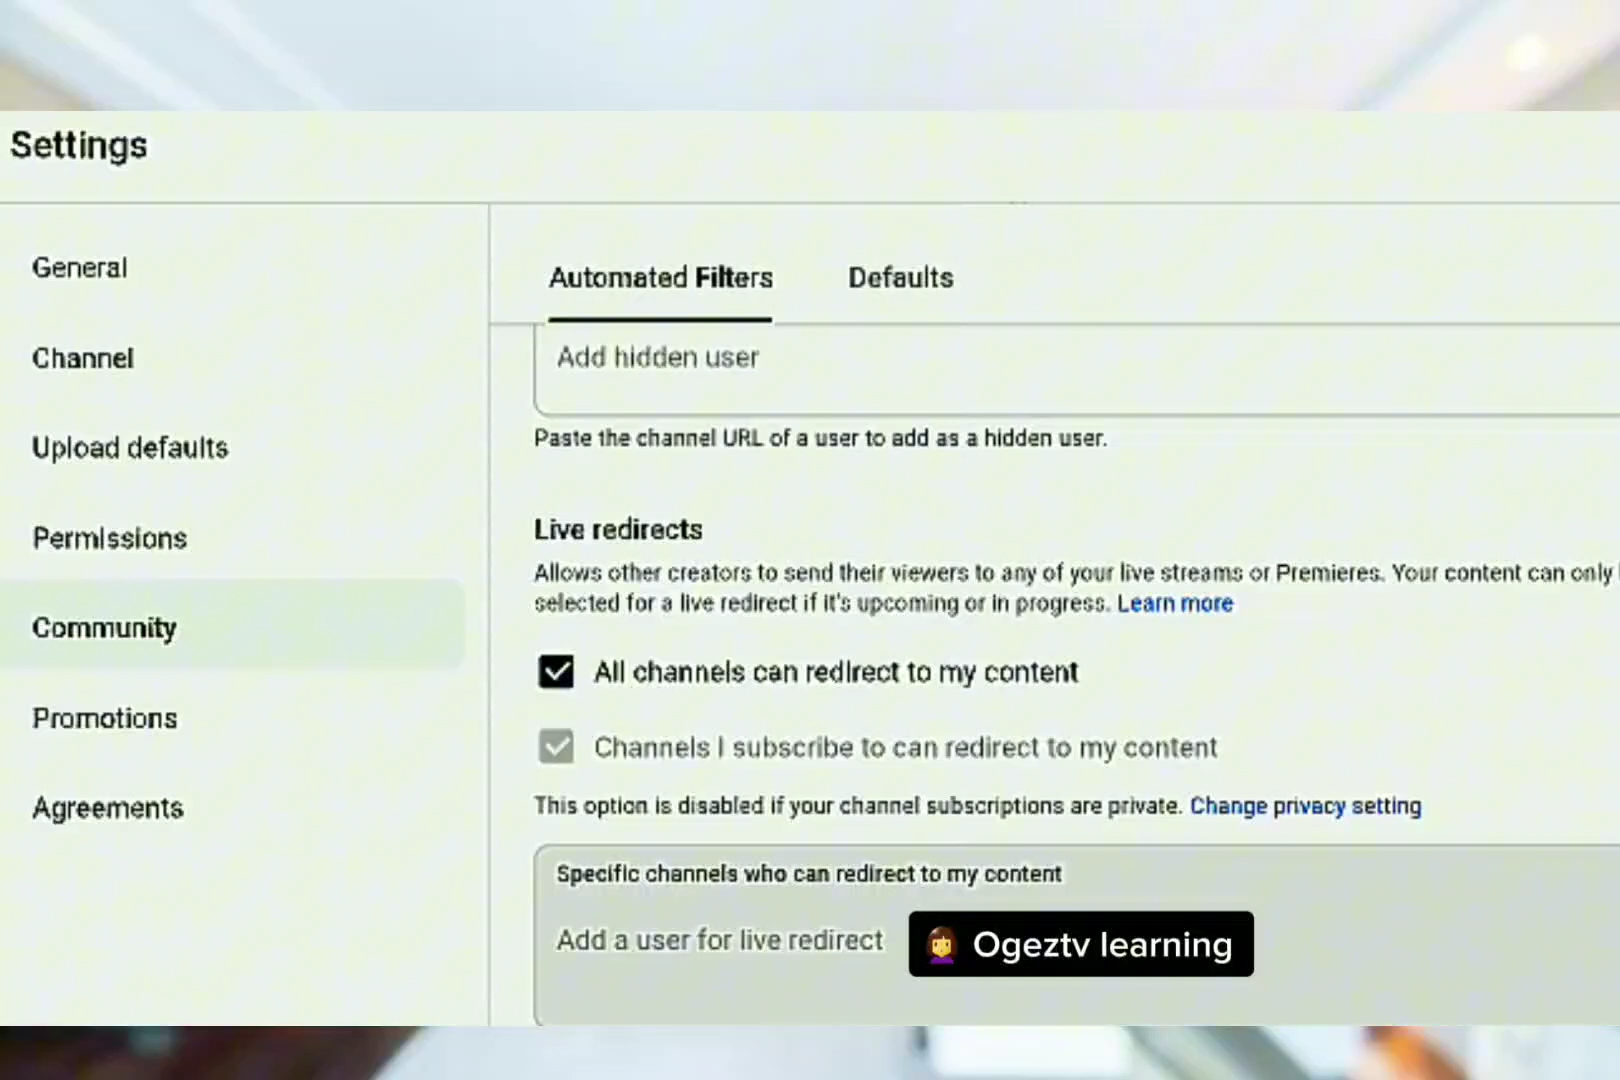 Settings
General
Channel
Upload defaults
Permissions
Community
Promotions
Agreements
Automated Filters
Defaults
Add hidden user
Paste the channel URL of a user to add as a hidden user.
Live redirects
Allows other creators to send their viewers to any of your live streams or Premieres. Your content can only
selected for a live redirect if it's upcoming or in progress. Learn more
All channels can redirect to my content
Channels I subscribe to can redirect to my content
This option is disabled if your channel subscriptions are private. Change privacy setting
Specific channels who can redirect to my content
Add a user for live redirect
Ogeztv learning